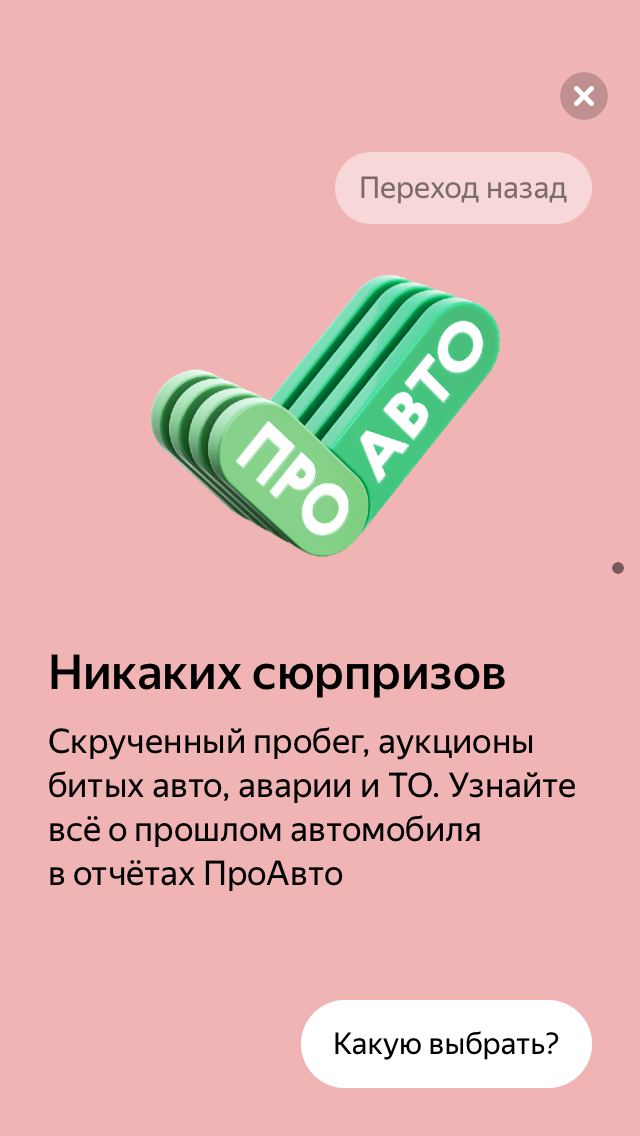 Переход назад
ПРО
АВТО
Никаких сюрпризов
Скрученный пробег, аукционы
битых авто, аварии и ТО. Узнайте
всё о прошлом автомобиля
в отчётах ПроАвто
Какую выбрать?